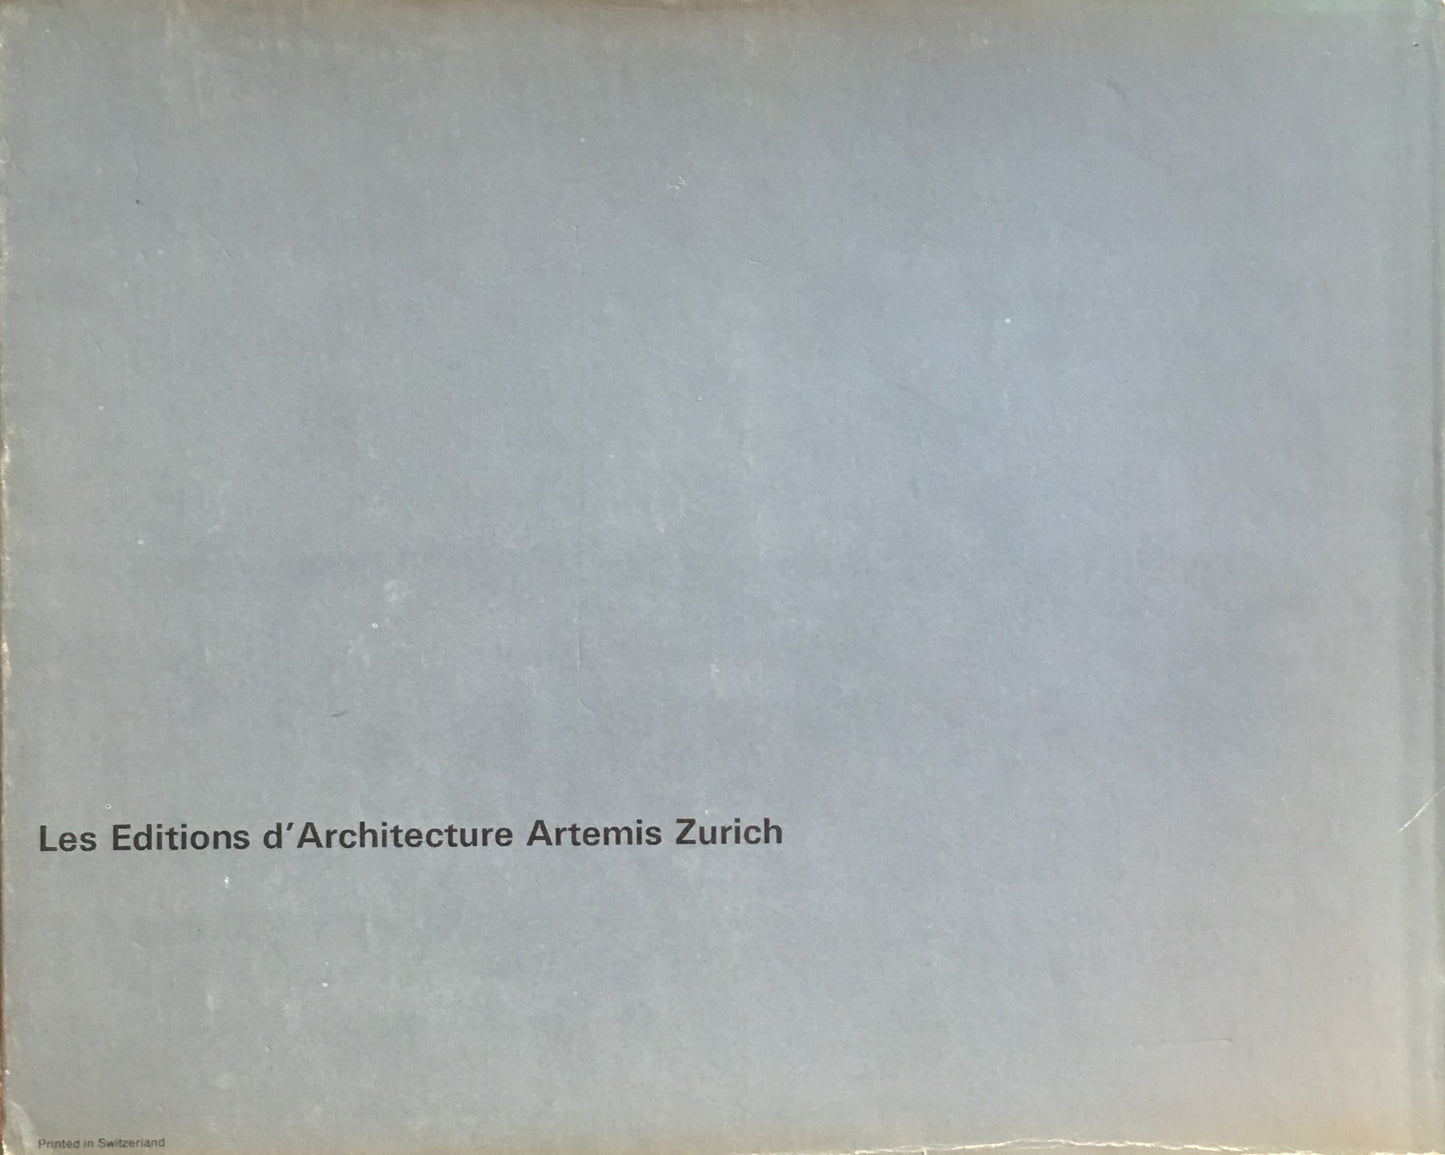 Les Editions d'Architecture Artemis Zurich
Printed in Switzerland